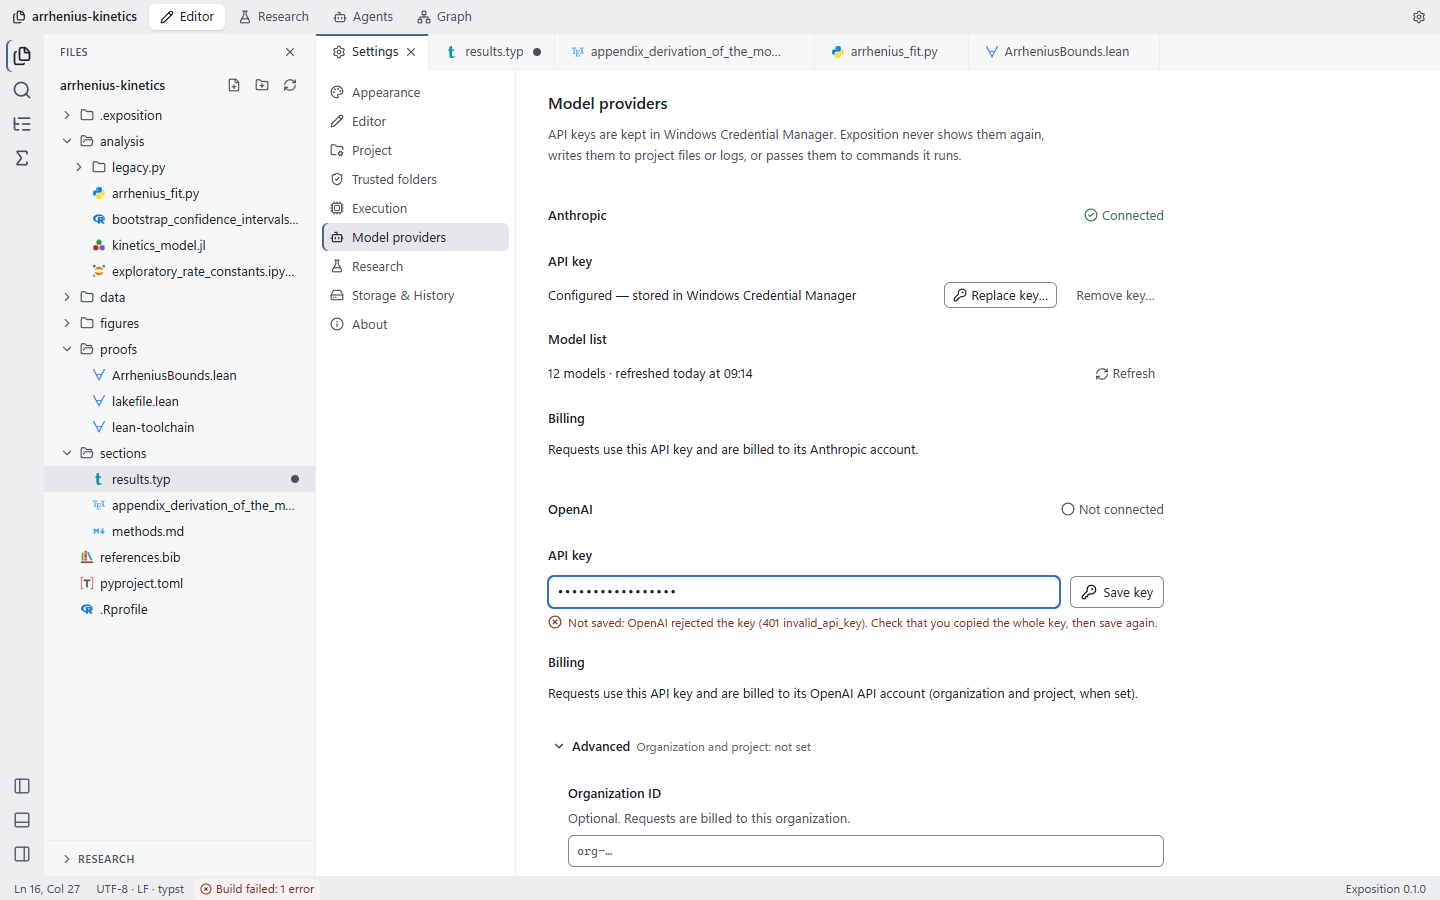 arrhenius-kinetics
Editor
Research
Agents
Graph
FILES
arrhenius-kinetics
.exposition
analysis
legacy.py
arrhenius_fit.py
bootstrap_confidence_intervals...
kinetics_model.jl
exploratory_rate_constants.ipy...
data
figures
proofs
ArrheniusBounds.lean
lakefile.lean
lean-toolchain
sections
results.typ
appendix_derivation_of_the_m...
methods.md
references.bib
pyproject.toml
.Rprofile
RESEARCH
Settings
results.typ
appendix_derivation_of_the_mo...
arrhenius_fit.py
ArrheniusBounds.lean
Appearance
Editor
Project
Trusted folders
Execution
Model providers
Research
Storage & History
About
Model providers
API keys are kept in Windows Credential Manager. Exposition never shows them again,
writes them to project files or logs, or passes them to commands it runs.
Anthropic
Connected
API key
Configured — stored in Windows Credential Manager
Replace key...
Remove key...
Model list
12 models · refreshed today at 09:14
Refresh
Billing
Requests use this API key and are billed to its Anthropic account.
OpenAI
Not connected
API key
•••••••••••••••••
Save key
Not saved: OpenAI rejected the key (401 invalid_api_key). Check that you copied the whole key, then save again.
Billing
Requests use this API key and are billed to its OpenAI API account (organization and project, when set).
Advanced Organization and project: not set
Organization ID
Optional. Requests are billed to this organization.
org-…
Ln 16, Col 27
UTF-8 · LF · typst
Build failed: 1 error
Exposition 0.1.0